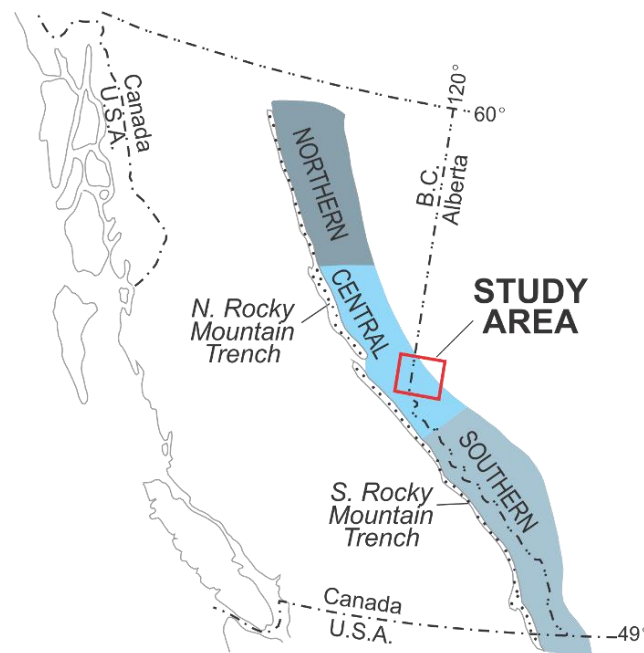 Canada
U.S.A.
120°
60°
NORTHERN
B.C.
Alberta
CENTRAL
STUDY
AREA
N. Rocky
Mountain
Trench
SOUTHERN
S. Rocky
Mountain
Trench
Canada
U.S.A.
49°